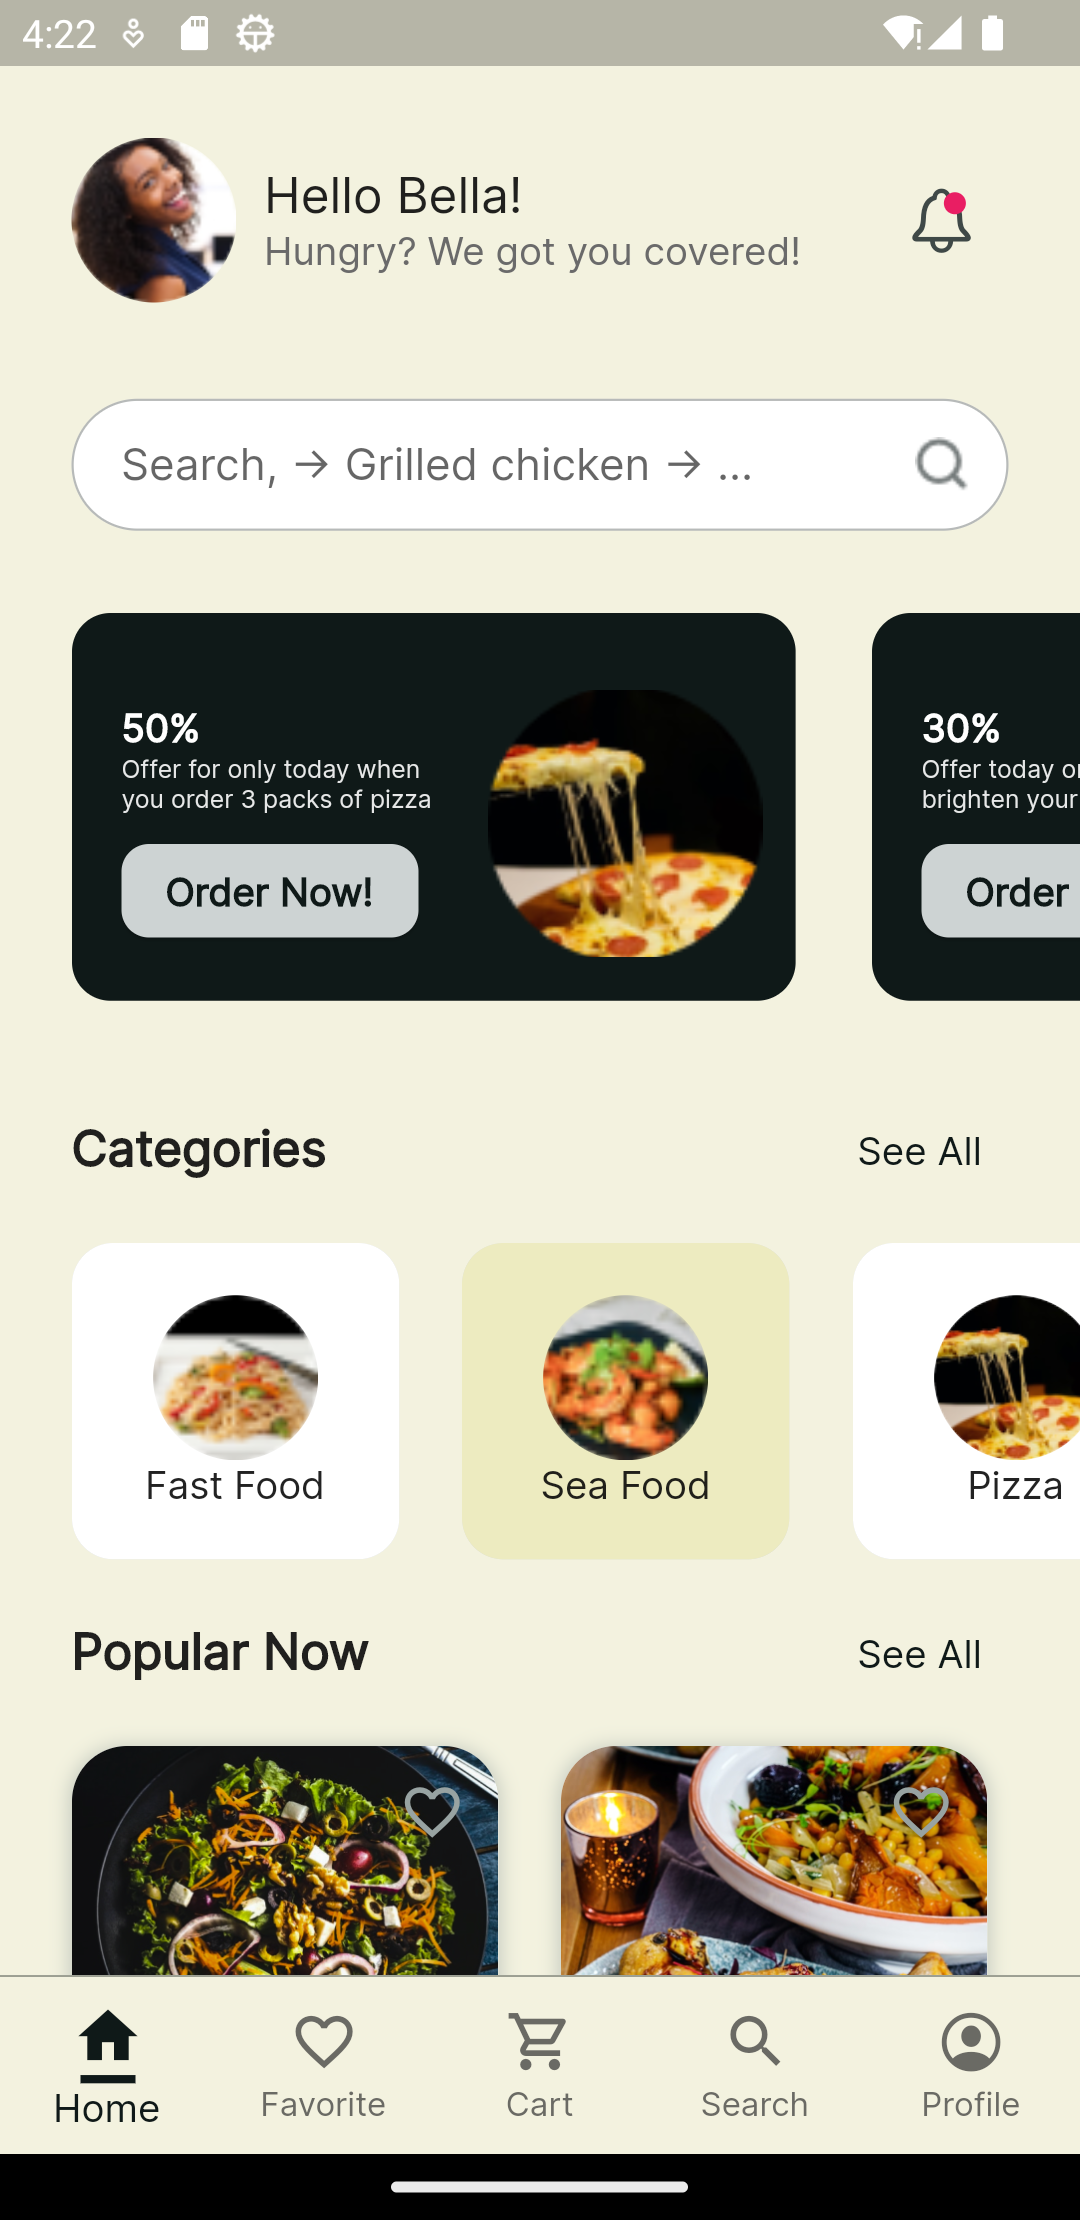 4:22
Hello Bella!
Hungry? We got you covered!
Search, → Grilled chicken → ...
50%
Offer for only today when
you order 3 packs of pizza
Order Now!
30%
Offer today
brighten your
Order
Categories
See All
Fast Food
Sea Food
Pizza
Popular Now
See All
Home
Favorite
Cart
Search
Profile